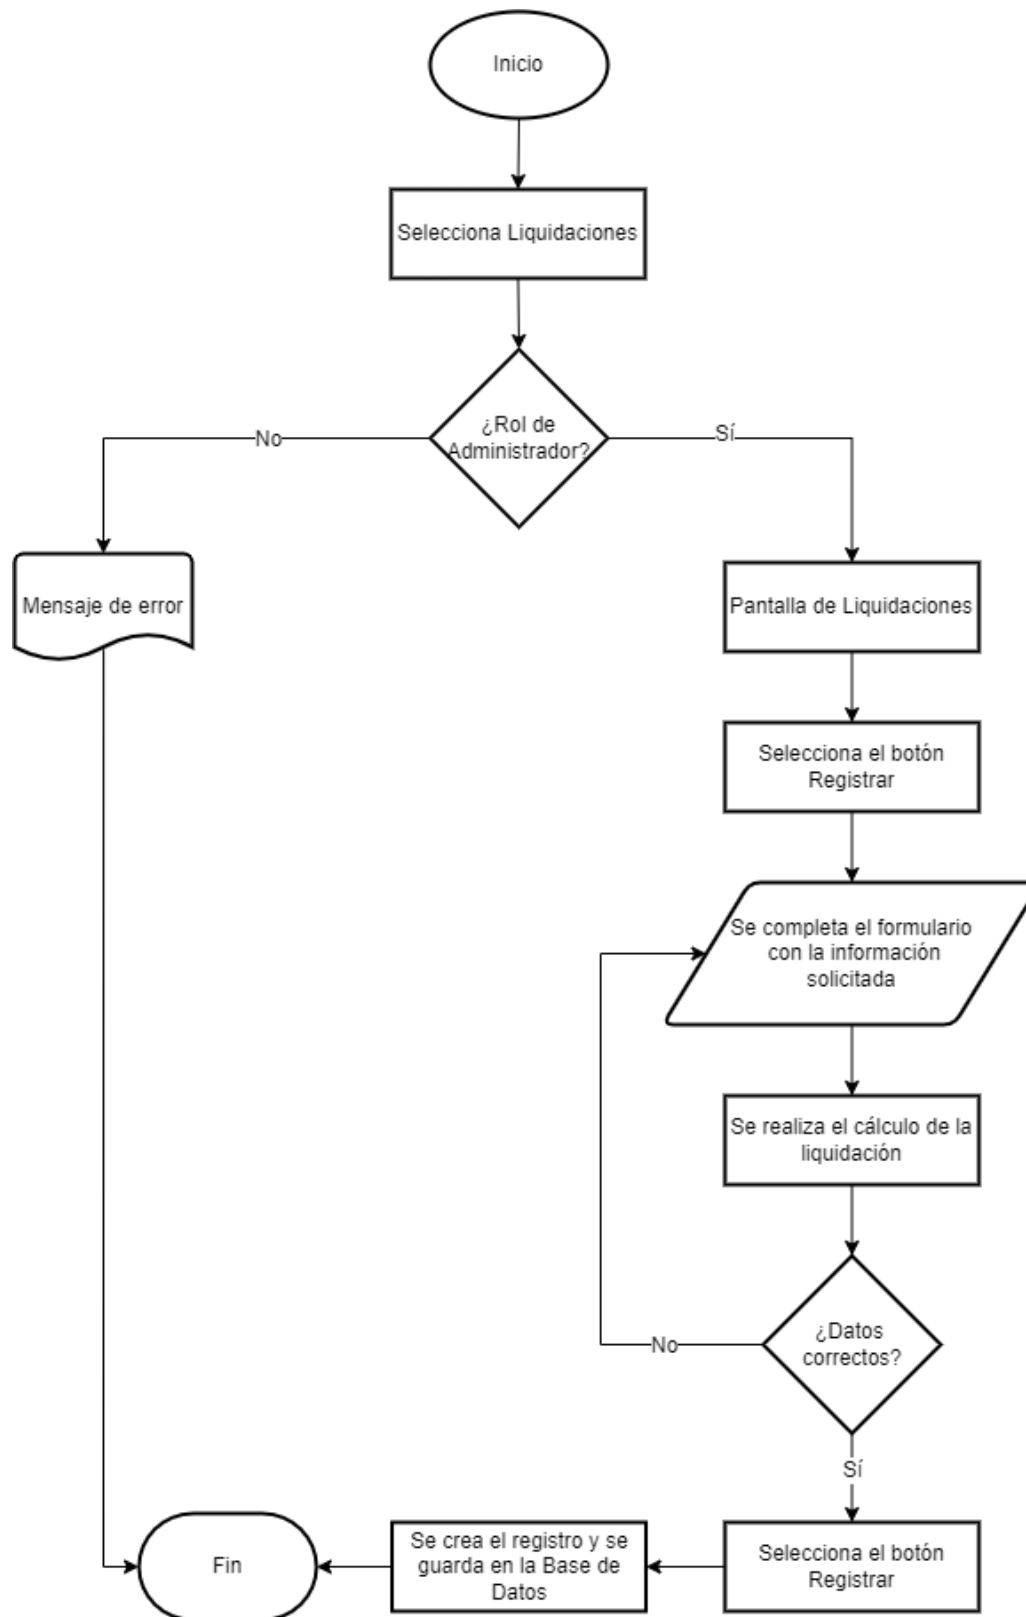 Inicio
Selecciona Liquidaciones
¿Rol de
Administrador?
No
Sí
Mensaje de error
Pantalla de Liquidaciones
Selecciona el botón
Registrar
Se completa el formulario
con la información
solicitada
Se realiza el cálculo de la
liquidación
¿Datos
correctos?
No
Sí
Selecciona el botón
Registrar
Se crea el registro y se
guarda en la Base de
Datos
Fin